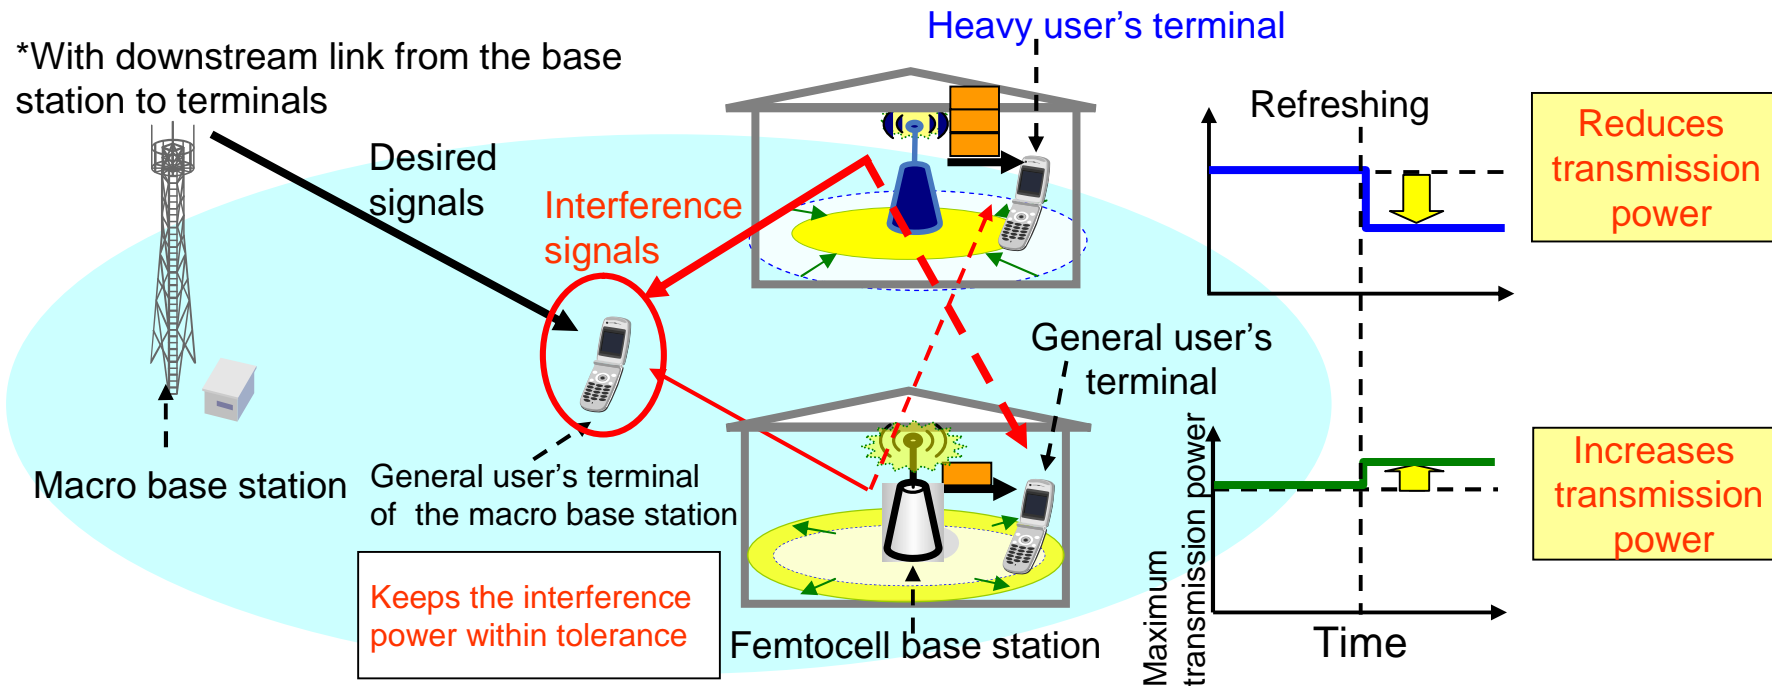 Heavy user's terminal
*With downstream link from the base
station to terminals
Refreshing
Reduces
transmission
power
Desired
signals
Interference
signals
General user's
terminal
Macro base station
General user's terminal
of the macro base station
Keeps the interference
power within tolerance
Femtocell base station
Maximum
transmission power
Time
Increases
transmission
power